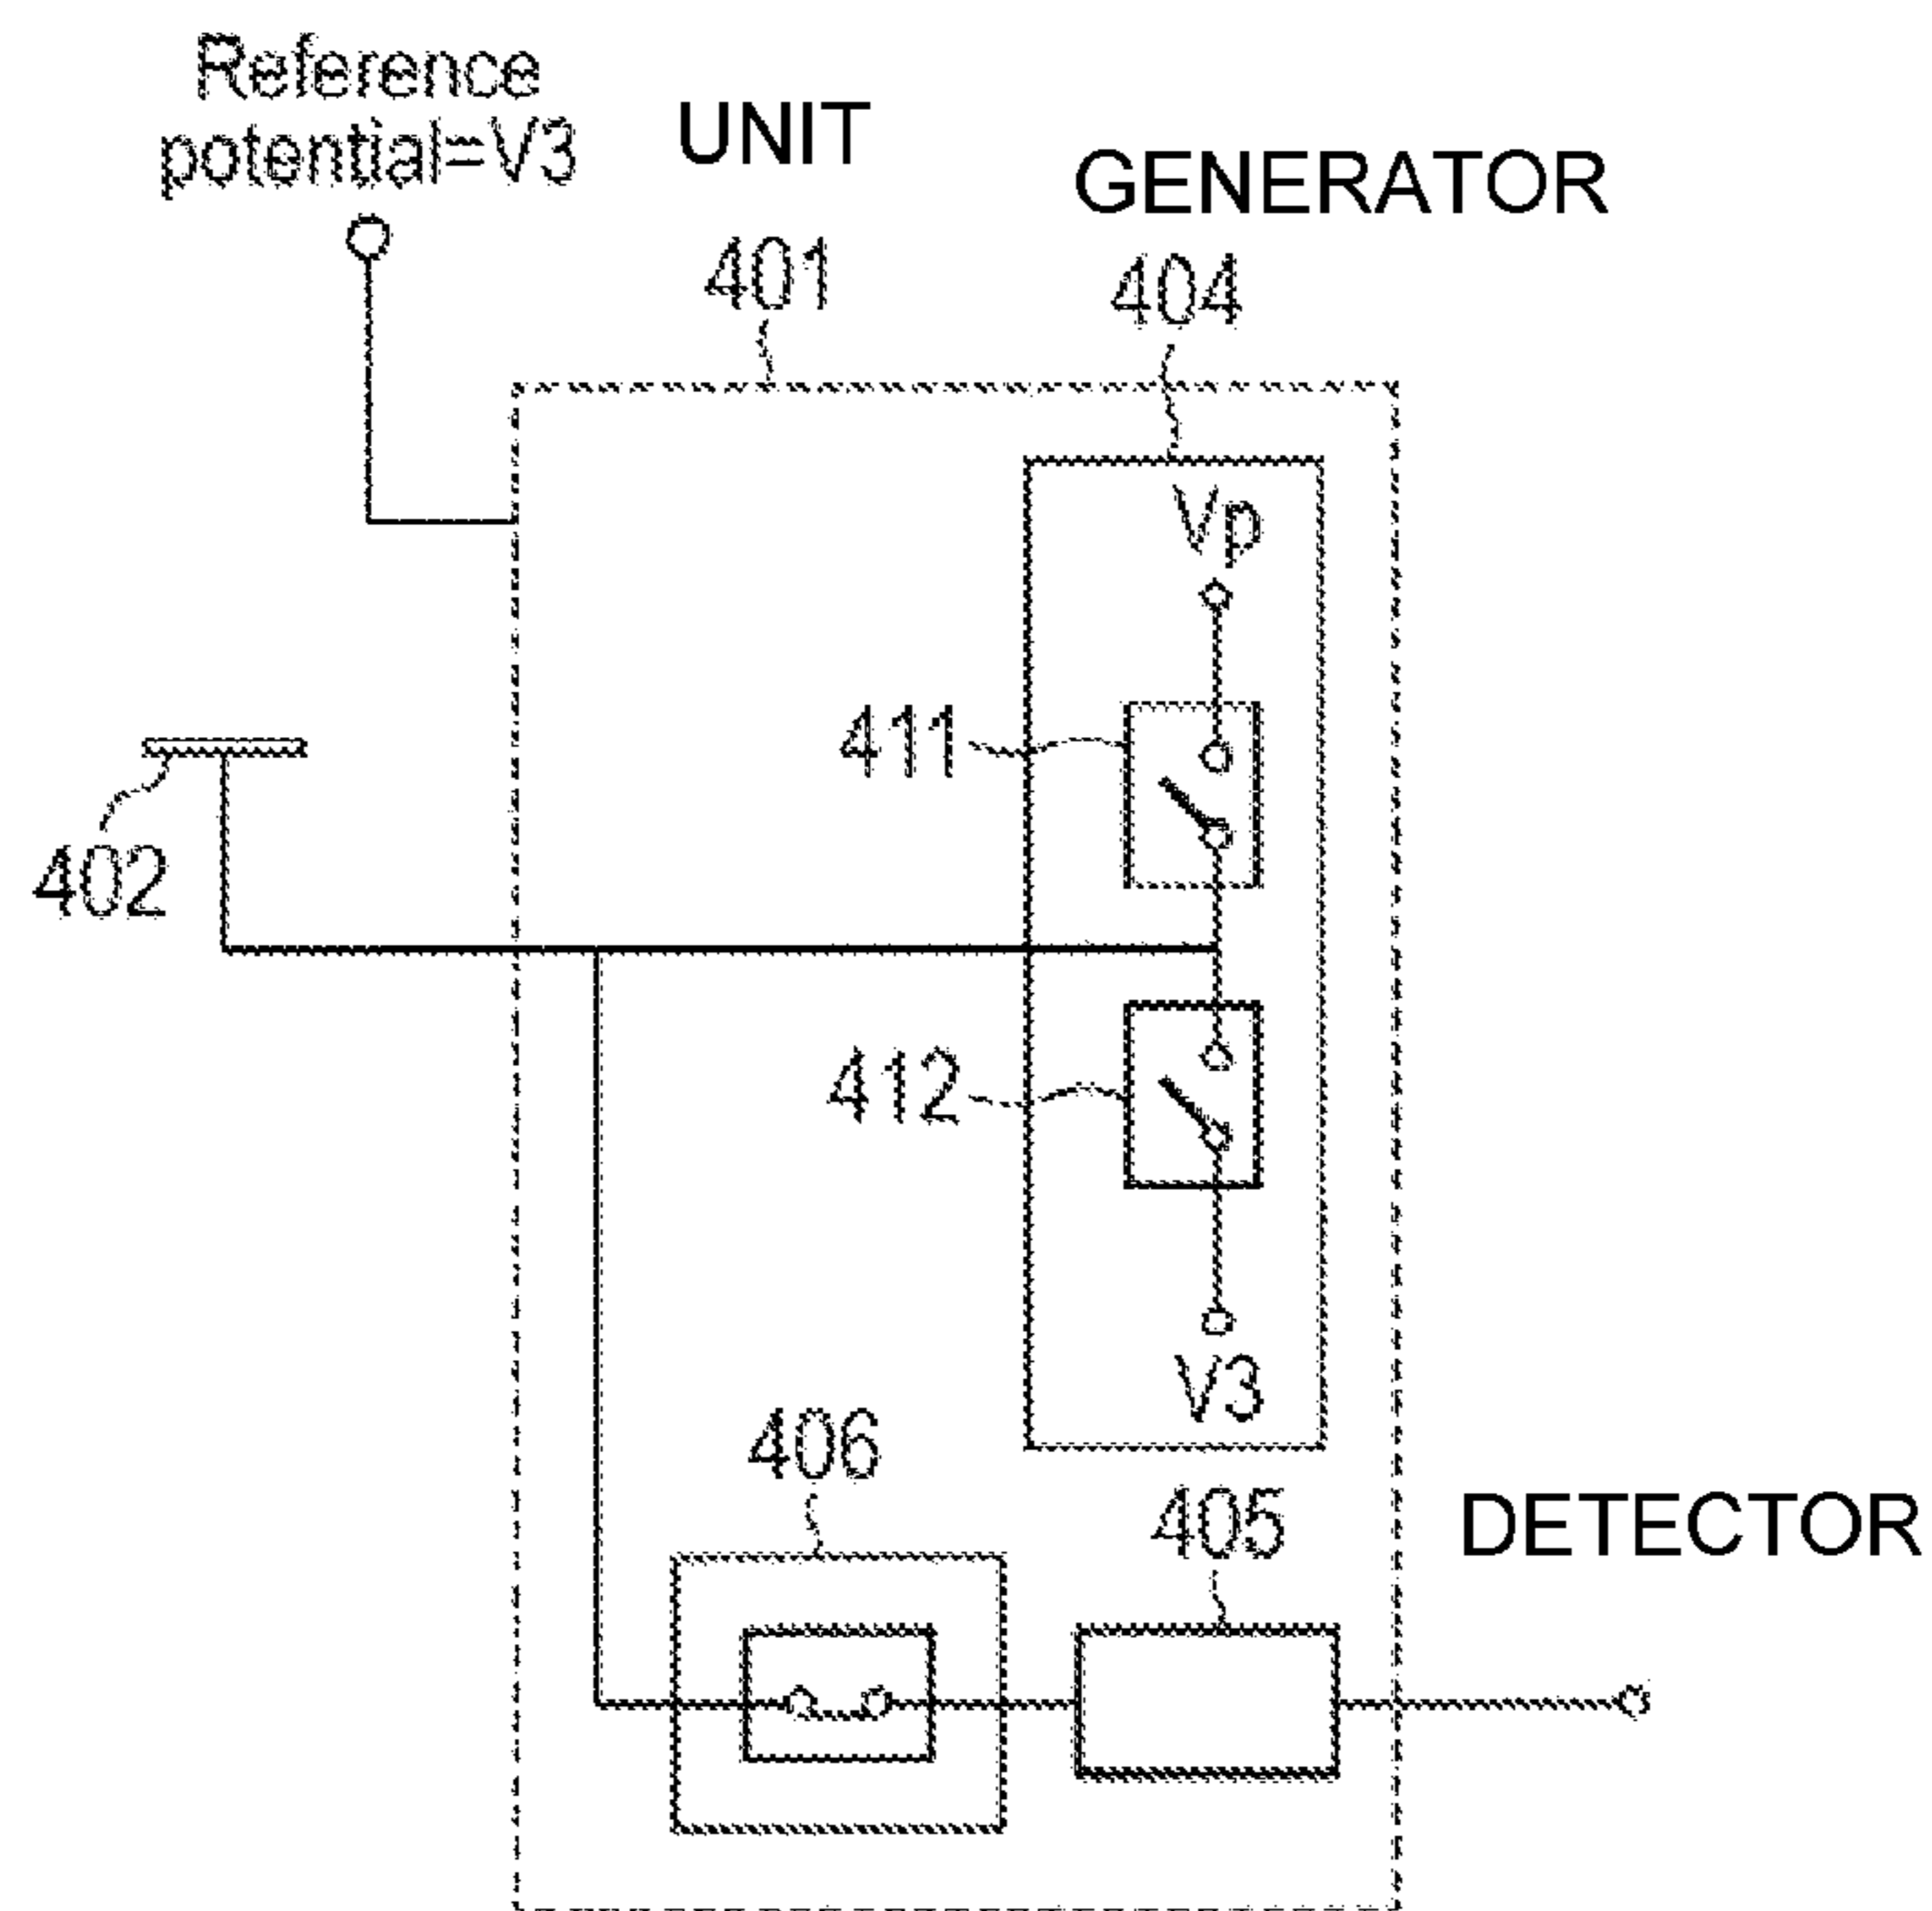 Reference
potential=V3
UNIT
GENERATOR
401
404
Vp
411
402
412
V3
406
405
DETECTOR